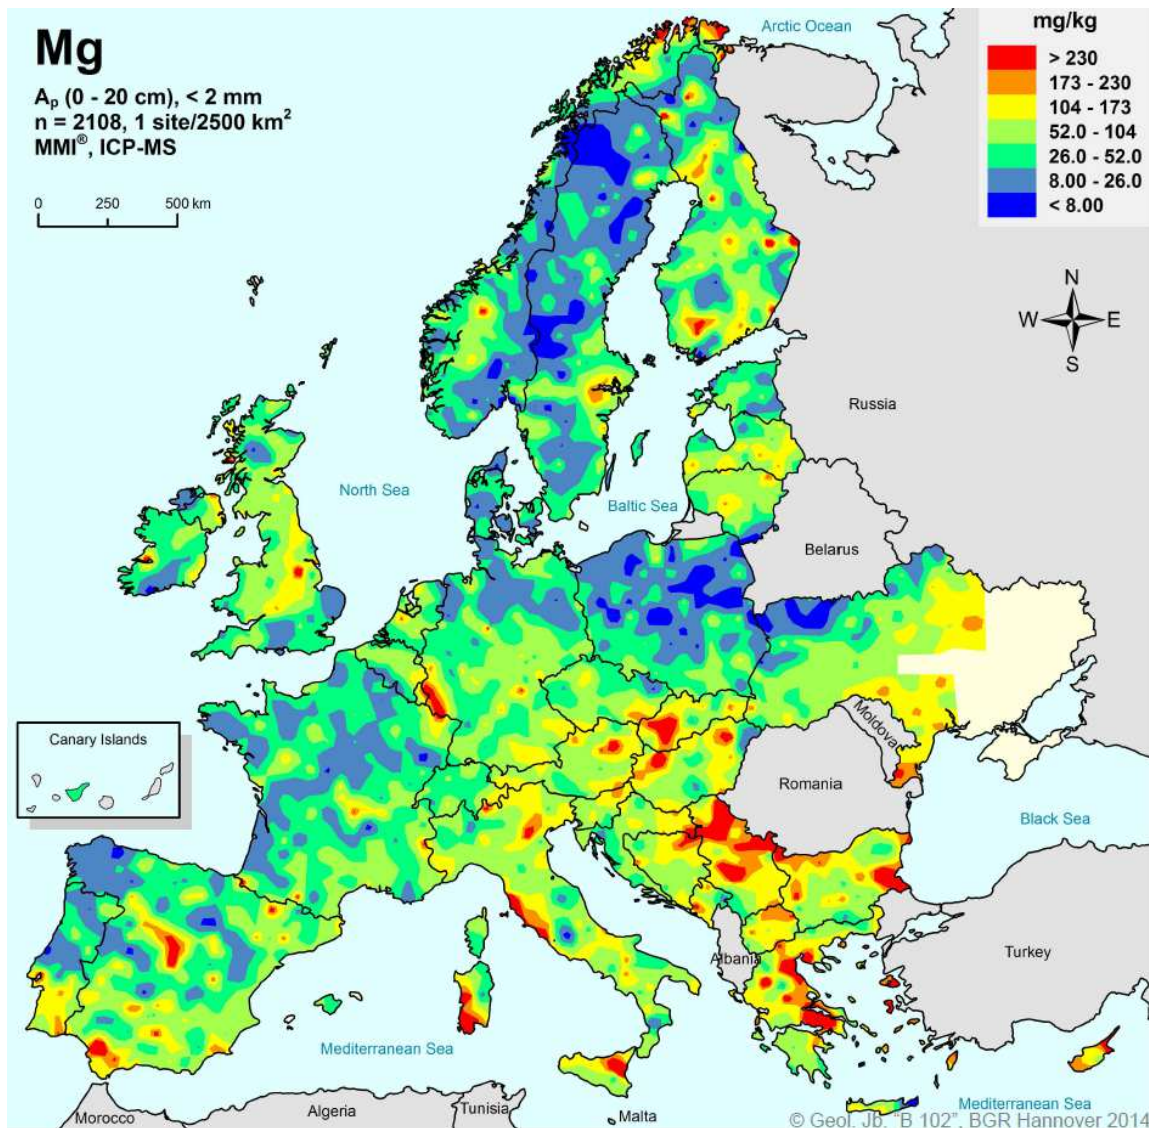 Mg
Aₚ (0 - 20 cm), < 2 mm
n = 2108, 1 site/2500 km²
MMI®, ICP-MS
0 250 500 km
Arctic Ocean
mg/kg
> 230
173 - 230
104 - 173
52.0 - 104
26.0 - 52.0
8.00 - 26.0
< 8.00
N
W E
S
Russia
North Sea
Baltic Sea
Belarus
Canary Islands
Moldova
Romania
Black Sea
Albania
Turkey
Mediterranean Sea
Morocco
Algeria
Tunisia
Malta
Mediterranean Sea
© Geol. Jb. "B 102", BGR Hannover 2014